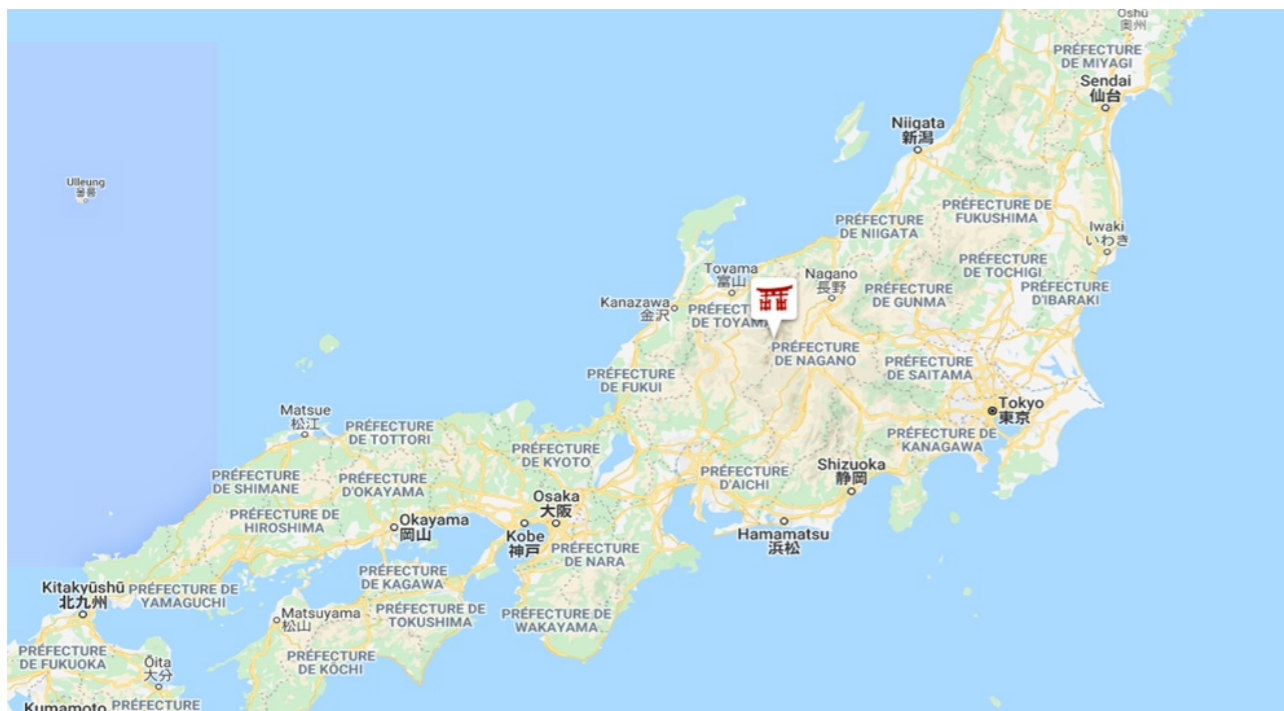 Ōshū
奥州
PRÉFECTURE
DE MIYAGI
Sendai
仙台
Niigata
新潟
Ulleung
울릉
PRÉFECTURE DE
FUKUSHIMA
PRÉFECTURE
DE NIIGATA
Iwaki
いわき
PRÉFECTURE
DE TOCHIGI
Toyama
富山
Nagano
長野
PRÉFECTURE
DE GUNMA
PRÉFECTURE
D'IBARAKI
Kanazawa
金沢
PRÉFECT
DE TOYAMA
PRÉFECTURE
DE NAGANO
PRÉFECTURE
DE SAITAMA
PRÉFECTURE
DE FUKUI
Tokyo
東京
Matsue
松江
PRÉFECTURE
DE TOTTORI
PRÉFECTURE DE
KANAGAWA
PRÉFECTURE
DE KYOTO
Shizuoka
静岡
PRÉFECTURE
DE SHIMANE
PRÉFECTURE
D'OKAYAMA
PRÉFECTURE
D'AICHI
Osaka
大阪
PRÉFECTURE DE
HIROSHIMA
Okayama
岡山
Kobe
神戸
Hamamatsu
浜松
PRÉFECTURE
DE NARA
Kitakyūshū
北九州
PRÉFECTURE DE
YAMAGUCHI
PRÉFECTURE
DE KAGAWA
Matsuyama
松山
PRÉFECTURE DE
TOKUSHIMA
PRÉFECTURE DE
WAKAYAMA
PRÉFECTURE
DE FUKUOKA
Ōita
大分
PRÉFECTURE
DE KŌCHI
Kumamoto
PRÉFECTURE